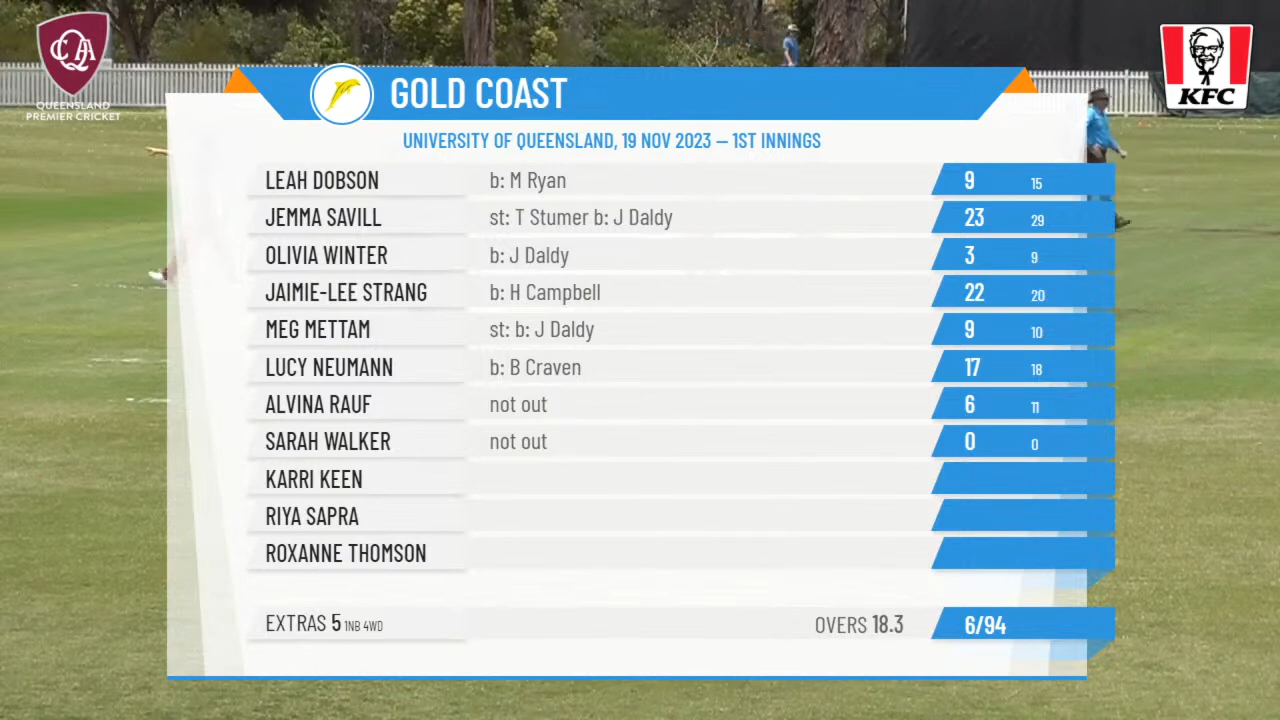 QUEENSLAND
PREMIER CRICKET
KFC
GOLD COAST
UNIVERSITY OF QUEENSLAND, 19 NOV 2023 – 1ST INNINGS
LEAH DOBSON b: M Ryan 9 15
JEMMA SAVILL st: T Stumer b: J Daldy 23 29
OLIVIA WINTER b: J Daldy 3 9
JAIMIE-LEE STRANG b: H Campbell 22 20
MEG METTAM st: b: J Daldy 9 10
LUCY NEUMANN b: B Craven 17 18
ALVINA RAUF not out 6 11
SARAH WALKER not out 0 0
KARRI KEEN
RIYA SAPRA
ROXANNE THOMSON
EXTRAS 5 1NB 4WD OVERS 18.3 6/94